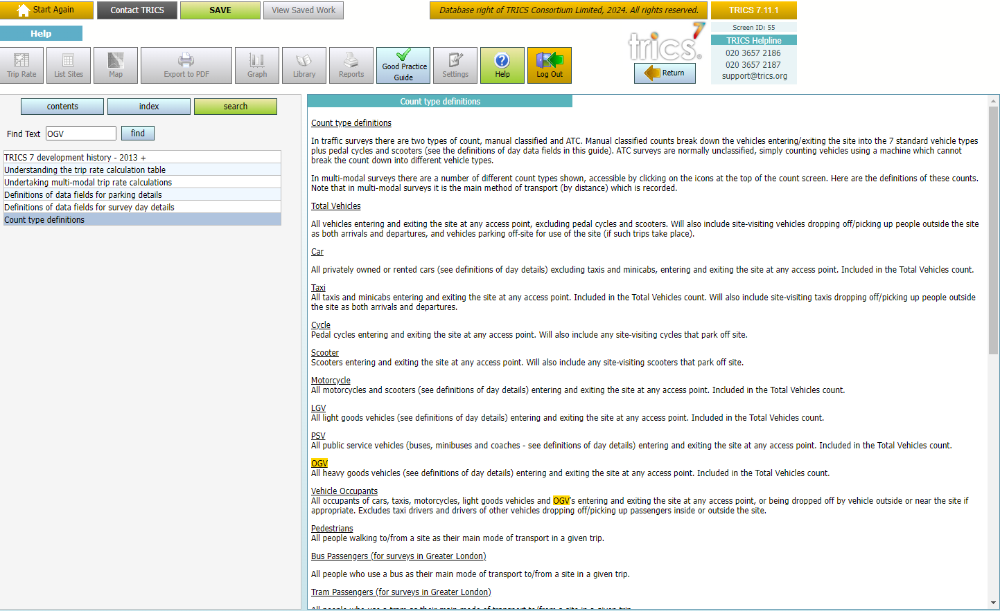 Start Again
Contact TRICS
SAVE
View Saved Work
Database right of TRICS Consortium Limited, 2024. All rights reserved.
TRICS 7.11.1
Help
Screen ID: 55
TRICS Helpline
020 3657 2186
020 3657 2187
support@trics.org
trics 7 ®
Return
Trip Rate
List Sites
Map
Export to PDF
Graph
Library
Reports
Good Practice
Guide
Settings
Help
Log Out
contents
index
search
Find Text
OGV
find
TRICS 7 development history - 2013 +
Understanding the trip rate calculation table
Undertaking multi-modal trip rate calculations
Definitions of data fields for parking details
Definitions of data fields for survey day details
Count type definitions
Count type definitions
Count type definitions
In traffic surveys there are two types of count, manual classified and ATC. Manual classified counts break down the vehicles entering/exiting the site into the 7 standard vehicle types
plus pedal cycles and scooters (see the definitions of day data fields in this guide). ATC surveys are normally unclassified, simply counting vehicles using a machine which cannot
break the count down into different vehicle types.
In multi-modal surveys there are a number of different count types shown, accessible by clicking on the icons at the top of the count screen. Here are the definitions of these counts.
Note that in multi-modal surveys it is the main method of transport (by distance) which is recorded.
Total Vehicles
All vehicles entering and exiting the site at any access point, excluding pedal cycles and scooters. Will also include site-visiting vehicles dropping off/picking up people outside the site
as both arrivals and departures, and vehicles parking off-site for use of the site (if such trips take place).
Car
All privately owned or rented cars (see definitions of day details) excluding taxis and minicabs, entering and exiting the site at any access point. Included in the Total Vehicles count.
Taxi
All taxis and minicabs entering and exiting the site at any access point. Included in the Total Vehicles count. Will also include site-visiting taxis dropping off/picking up people outside
the site as both arrivals and departures.
Cycle
Pedal cycles entering and exiting the site at any access point. Will also include any site-visiting cycles that park off site.
Scooter
Scooters entering and exiting the site at any access point. Will also include any site-visiting scooters that park off site.
Motorcycle
All motorcycles and scooters (see definitions of day details) entering and exiting the site at any access point. Included in the Total Vehicles count.
LGV
All light goods vehicles (see definitions of day details) entering and exiting the site at any access point. Included in the Total Vehicles count.
PSV
All public service vehicles (buses, minibuses and coaches - see definitions of day details) entering and exiting the site at any access point. Included in the Total Vehicles count.
OGV
All heavy goods vehicles (see definitions of day details) entering and exiting the site at any access point. Included in the Total Vehicles count.
Vehicle Occupants
All occupants of cars, taxis, motorcycles, light goods vehicles and OGV's entering and exiting the site at any access point, or being dropped off by vehicle outside or near the site if
appropriate. Excludes taxi drivers and drivers of other vehicles dropping off/picking up passengers inside or outside the site.
Pedestrians
All people walking to/from a site as their main mode of transport in a given trip.
Bus Passengers (for surveys in Greater London)
All people who use a bus as their main mode of transport to/from a site in a given trip.
Tram Passengers (for surveys in Greater London)
All people who use a tram as their main mode of transport to/from a site in a given trip.